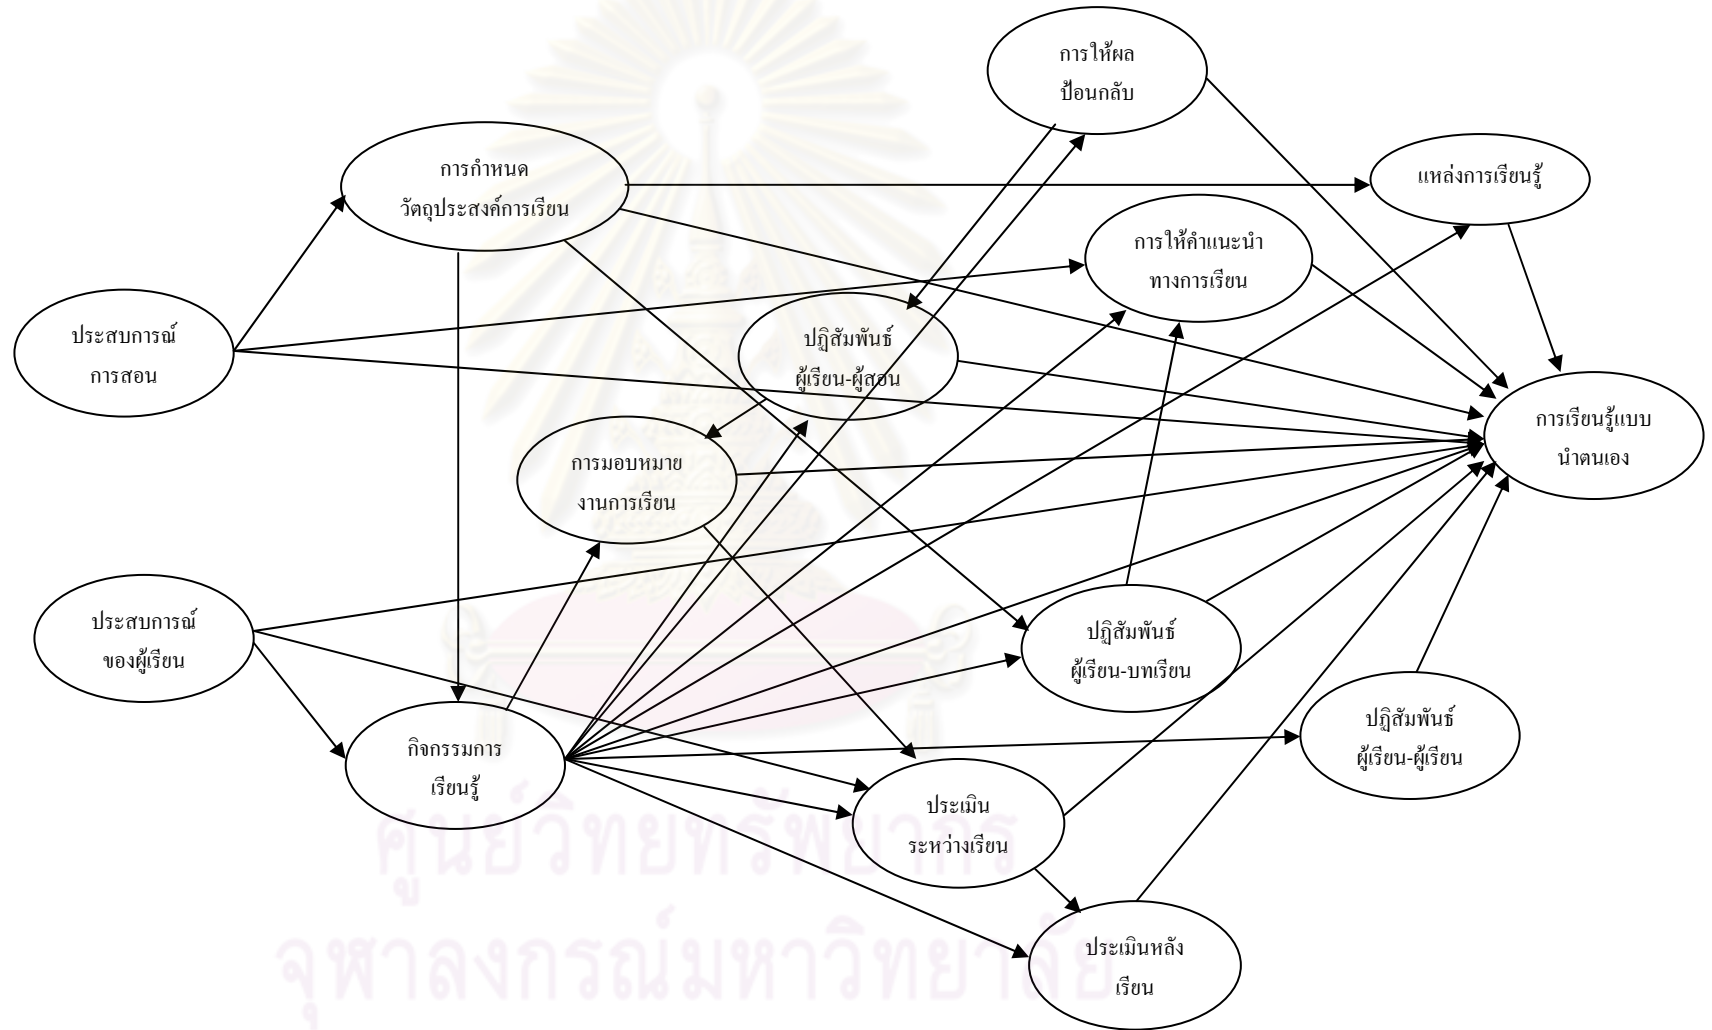 การให้ผล
ป้อนกลับ
การกำหนด
วัตถุประสงค์การเรียน
แหล่งการเรียนรู้
การให้คำแนะนำ
ทางการเรียน
ประสบการณ์
การสอน
ปฏิสัมพันธ์
ผู้เรียน-ผู้สอน
การเรียนรู้แบบ
นำตนเอง
การมอบหมาย
งานการเรียน
ประสบการณ์
ของผู้เรียน
ปฏิสัมพันธ์
ผู้เรียน-บทเรียน
ปฏิสัมพันธ์
ผู้เรียน-ผู้เรียน
กิจกรรมการ
เรียนรู้
ประเมิน
ระหว่างเรียน
ประเมินหลัง
เรียน
ศูนย์วิทยทรัพยากร
จุฬาลงกรณ์มหาวิทยาลัย